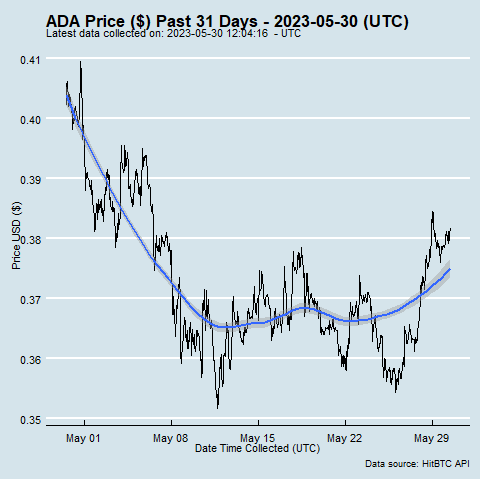 ADA Price ($) Past 31 Days - 2023-05-30 (UTC)
Latest data collected on: 2023-05-30 12:04:16 - UTC
0.41
0.40
0.39
0.38
0.37
0.36
0.35
Price USD ($)
May 01 May 08 May 15 May 22 May 29
Date Time Collected (UTC)
Data source: HitBTC API